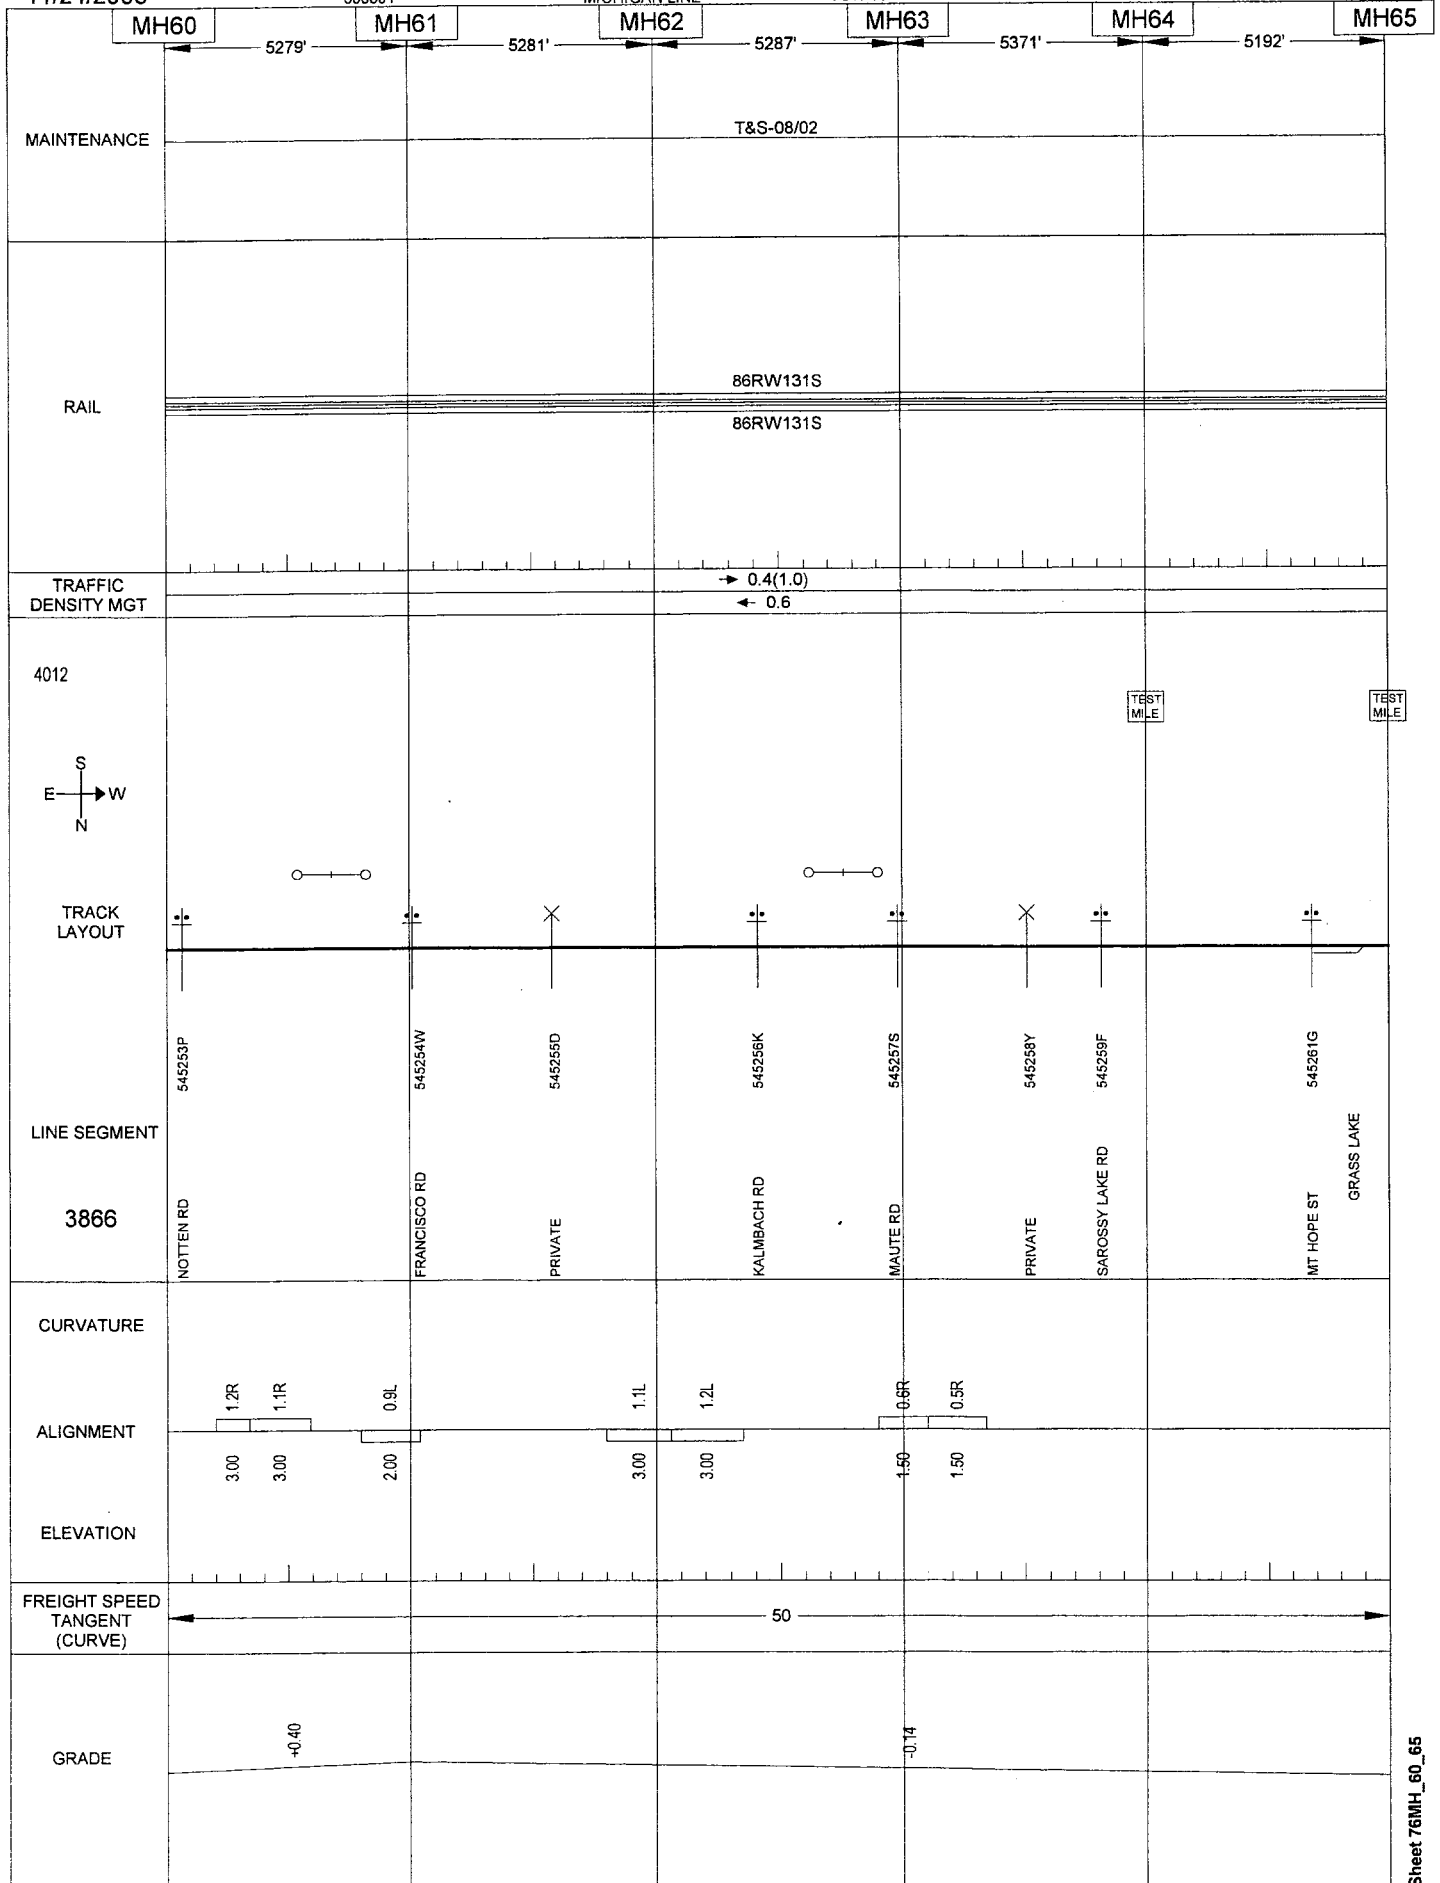 MICHIGAN LINE
MH60 MH61 MH62 MH63 MH64 MH65
5279' 5281' 5287' 5371' 5192'
MAINTENANCE
T&S-08/02
RAIL
86RW131S
86RW131S
TRAFFIC
DENSITY MGT
0.4(1.0)
0.6
4012
TEST
MILE
TEST
MILE
S
E W
N
TRACK
LAYOUT
545253P
545254W
545255D
545256K
545257S
545258Y
545259F
545261G
LINE SEGMENT
3866
NOTTEN RD
FRANCISCO RD
PRIVATE
KALMBACH RD
MAUTE RD
PRIVATE
SAROSSY LAKE RD
MT HOPE ST
GRASS LAKE
CURVATURE
1.2R 1.1R 0.9L 1.1L 1.2L 0.6R 0.5R
ALIGNMENT
3.00 3.00 2.00 3.00 3.00 1.50 1.50
ELEVATION
FREIGHT SPEED
TANGENT
(CURVE)
50
GRADE
+0.40
-0.14
Sheet 76MH_60_65